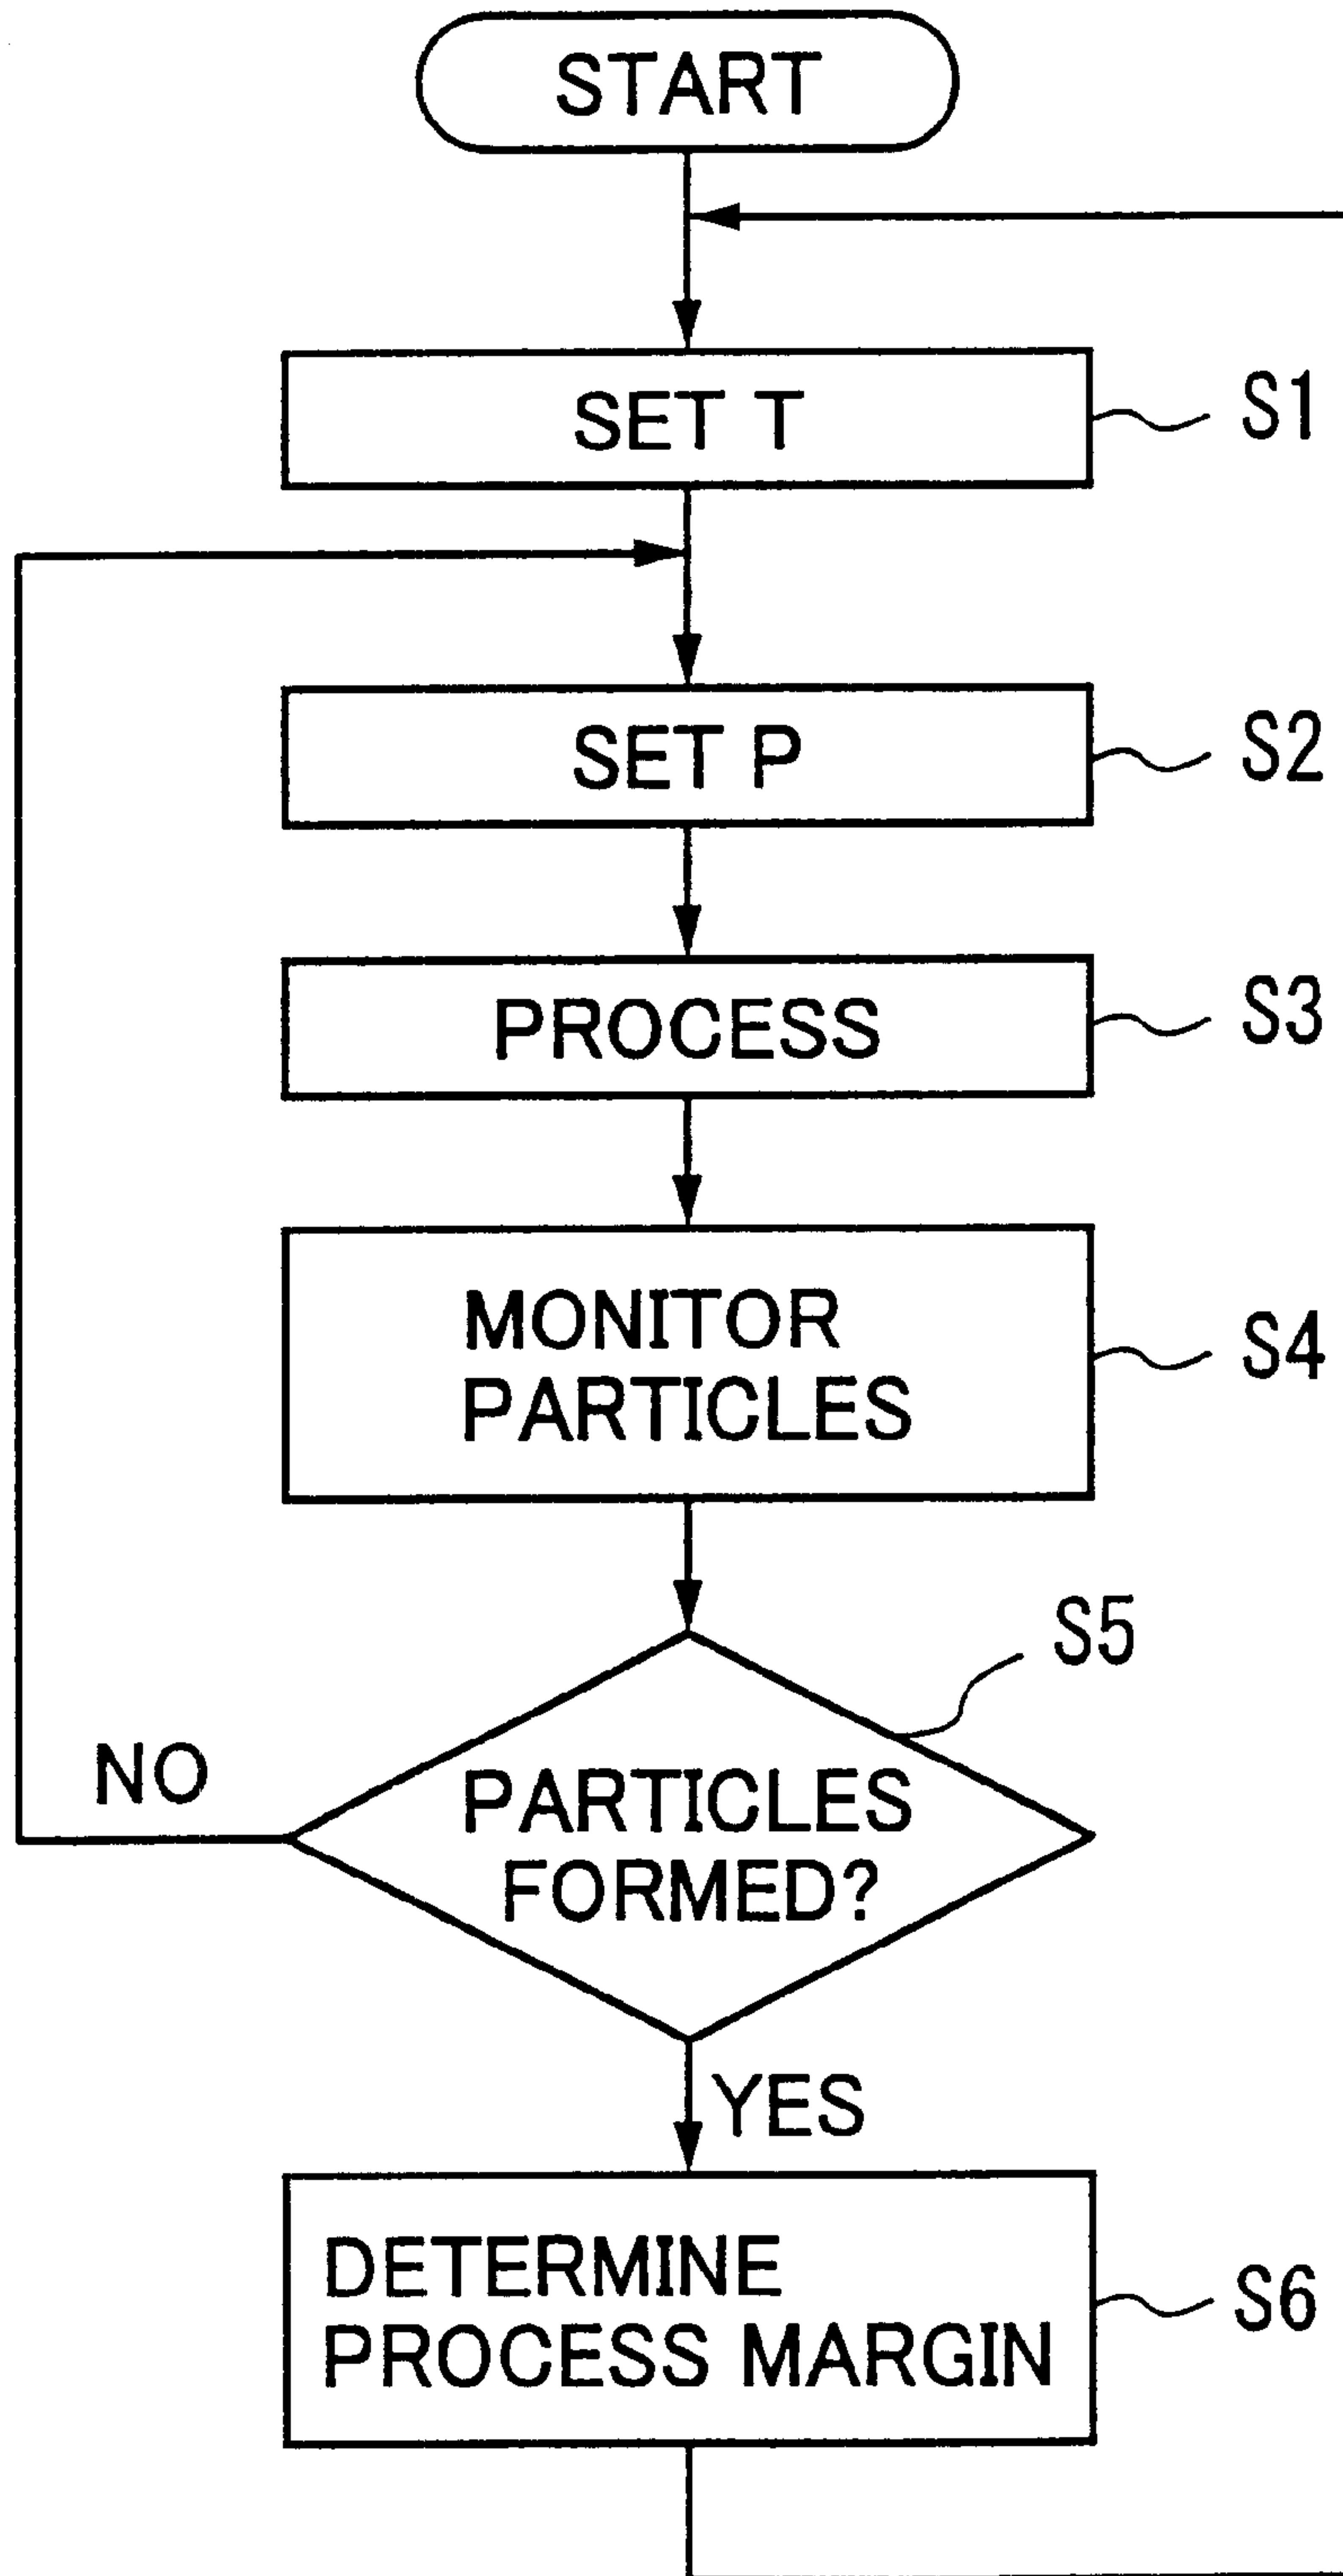 START
SET T
S1
SET P
S2
PROCESS
S3
MONITOR
PARTICLES
S4
S5
NO
PARTICLES
FORMED?
YES
DETERMINE
PROCESS MARGIN
S6